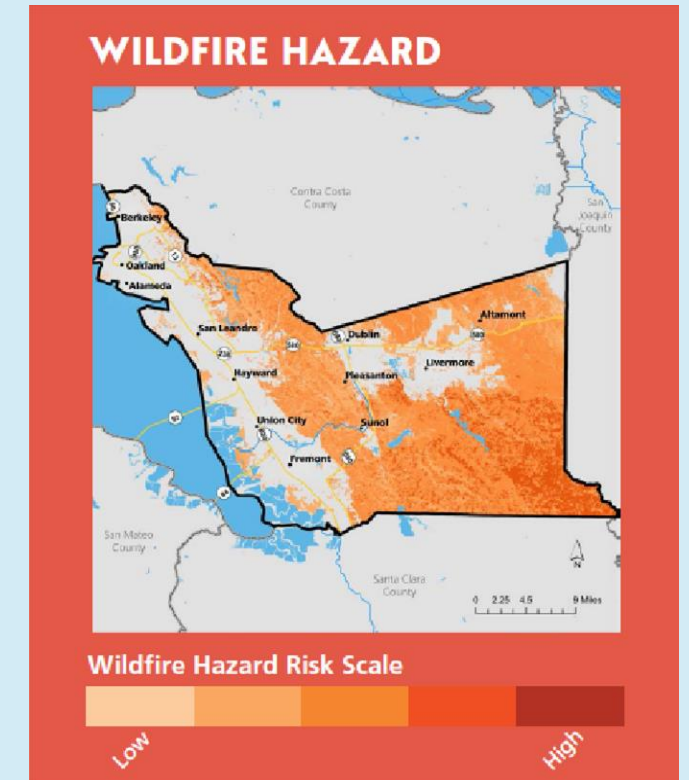 WILDFIRE HAZARD
Contra Costa
County
San
Joaquin
County
Berkeley
Oakland
Alameda
San Leandro
Dublin
Altamont
Hayward
Pleasanton
Livermore
Union City
Sunol
Fremont
San Mateo
County
Santa Clara
County
N
0 2.25 4.5 9 Miles
Wildfire Hazard Risk Scale
Low
High